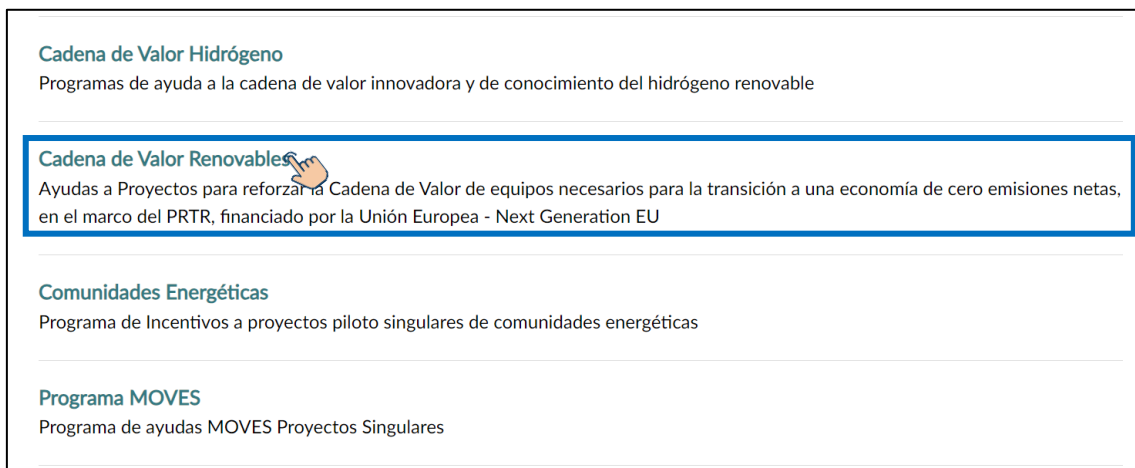 Cadena de Valor Hidrógeno
Programas de ayuda a la cadena de valor innovadora y de conocimiento del hidrógeno renovable
Cadena de Valor Renovables
Ayudas a Proyectos para reforzar la Cadena de Valor de equipos necesarios para la transición a una economía de cero emisiones netas,
en el marco del PRTR, financiado por la Unión Europea - Next Generation EU
Comunidades Energéticas
Programa de Incentivos a proyectos piloto singulares de comunidades energéticas
Programa MOVES
Programa de ayudas MOVES Proyectos Singulares